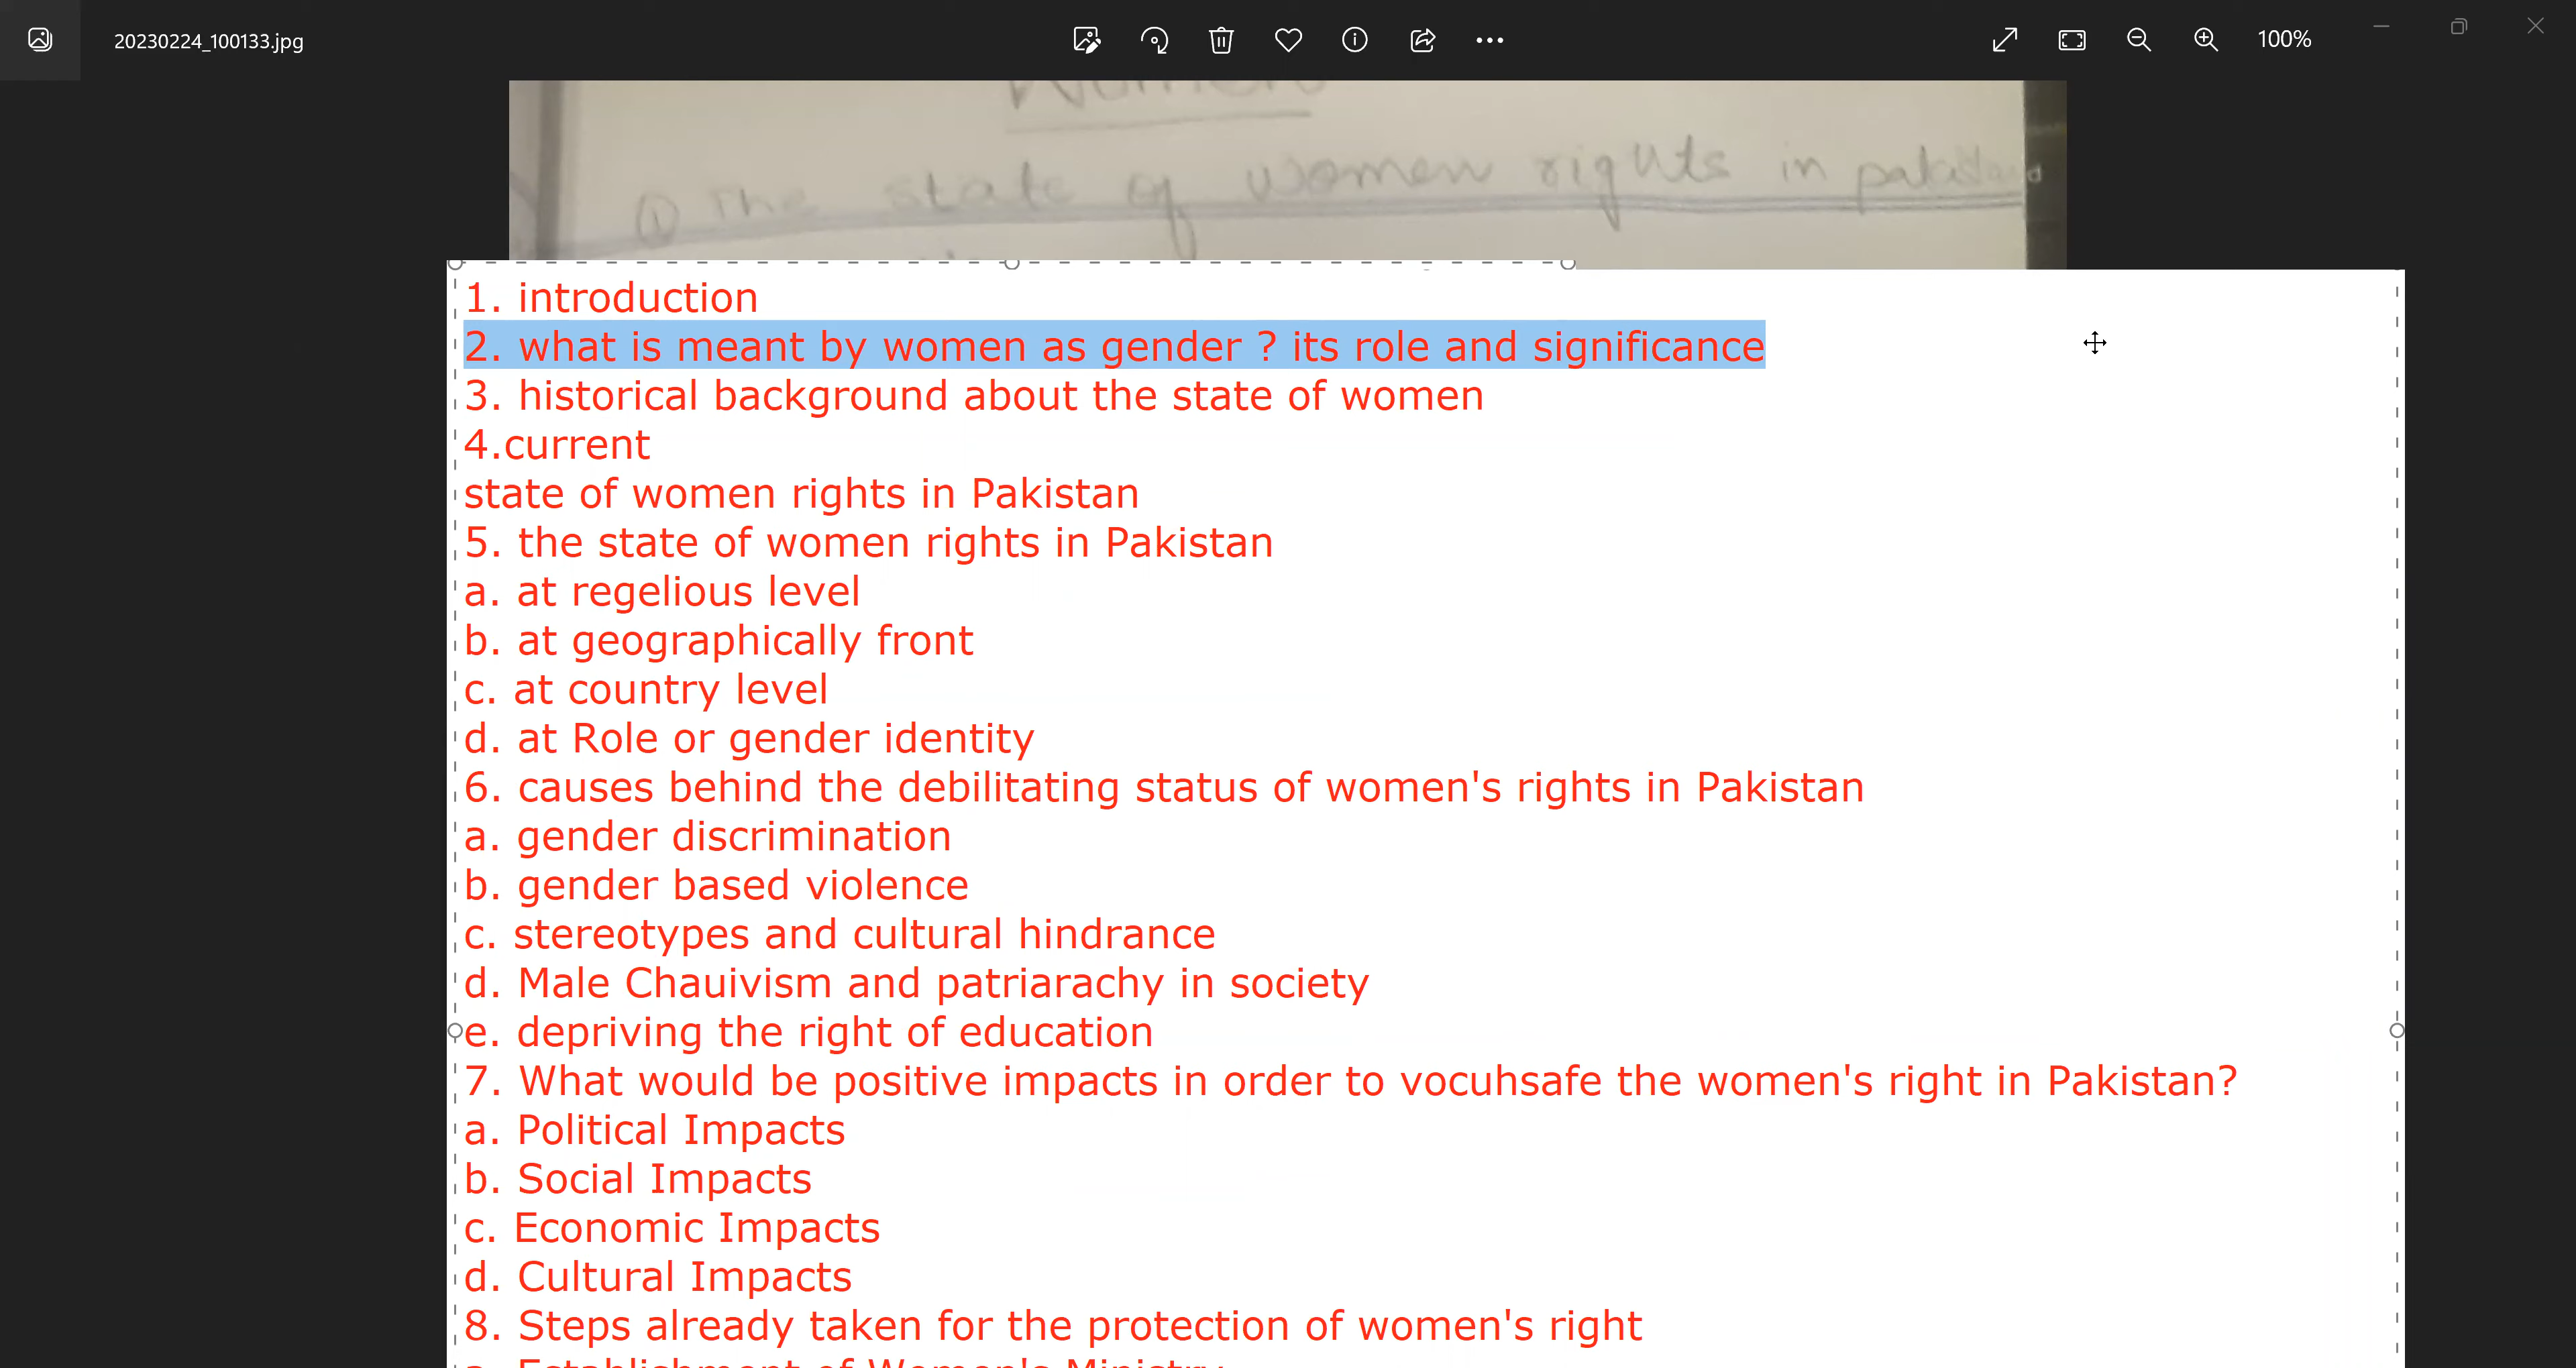 20230224_100133.jpg
100%
Women
① The state of women rights in pakistan
1. introduction
2. what is meant by women as gender ? its role and significance
3. historical background about the state of women
4.current
state of women rights in Pakistan
5. the state of women rights in Pakistan
a. at regelious level
b. at geographically front
c. at country level
d. at Role or gender identity
6. causes behind the debilitating status of women's rights in Pakistan
a. gender discrimination
b. gender based violence
c. stereotypes and cultural hindrance
d. Male Chauivism and patriarachy in society
e. depriving the right of education
7. What would be positive impacts in order to vocuhsafe the women's right in Pakistan?
a. Political Impacts
b. Social Impacts
c. Economic Impacts
d. Cultural Impacts
8. Steps already taken for the protection of women's right
a. Establishment of Women's Ministry